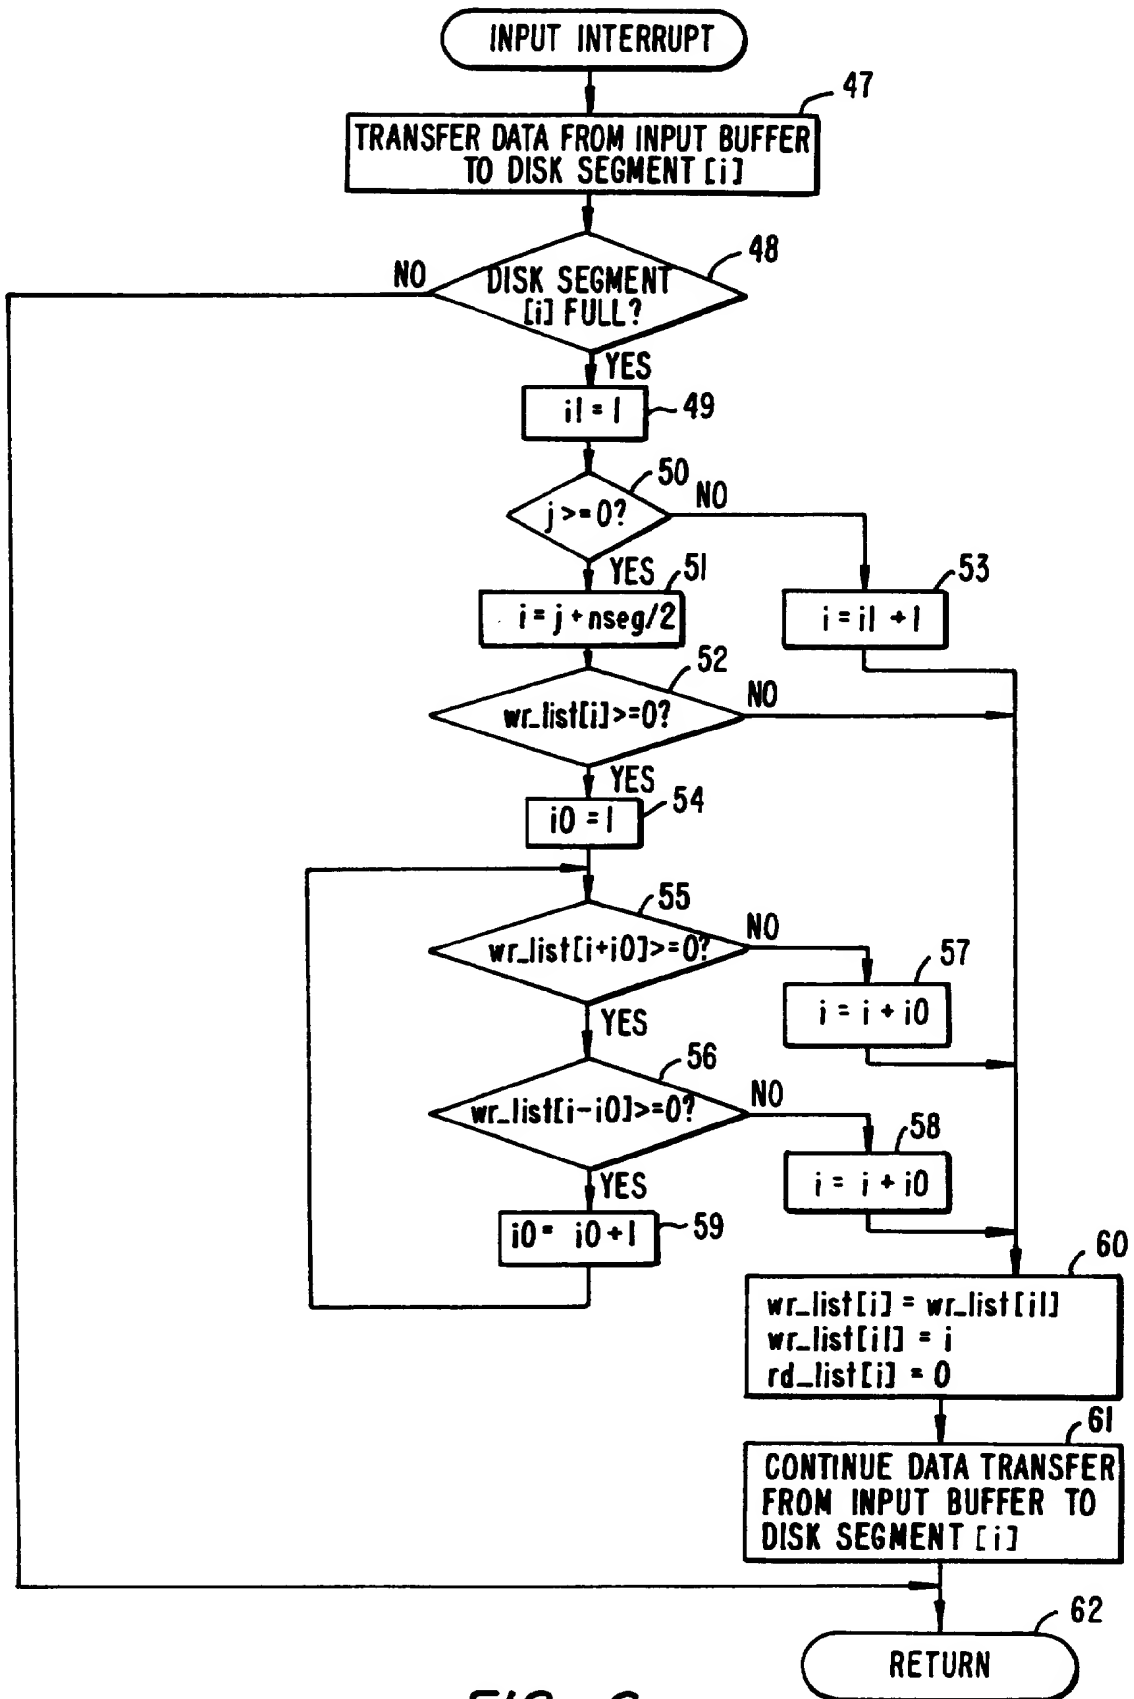 INPUT INTERRUPT
47
TRANSFER DATA FROM INPUT BUFFER
TO DISK SEGMENT [i]
48
NO
DISK SEGMENT
[i] FULL?
YES
i1 = 1
49
50
NO
j >= 0?
YES
51
53
i = j + nseg/2
i = i1 + 1
52
NO
wr_list[i]>=0?
YES
54
i0 = 1
55
NO
wr_list[i+i0]>=0?
57
i = i + i0
YES
56
NO
wr_list[i-i0]>=0?
58
i = i + i0
YES
i0 = i0 + 1
59
60
wr_list[i] = wr_list[i1]
wr_list[i1] = i
rd_list[i] = 0
61
CONTINUE DATA TRANSFER
FROM INPUT BUFFER TO
DISK SEGMENT [i]
62
RETURN
FIG.